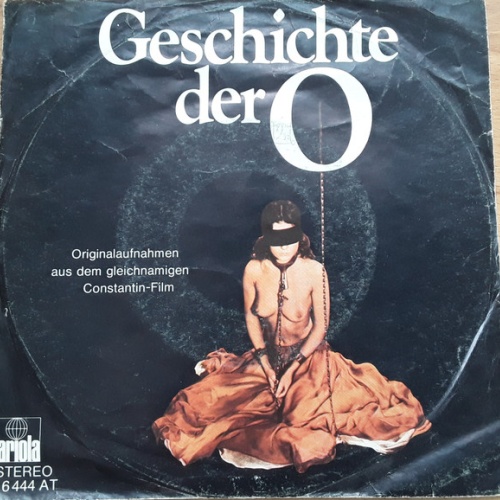 Geschichte
der O
Originalaufnahmen
aus dem gleichnamigen
Constantin-Film
ariola
STEREO
6 444 AT